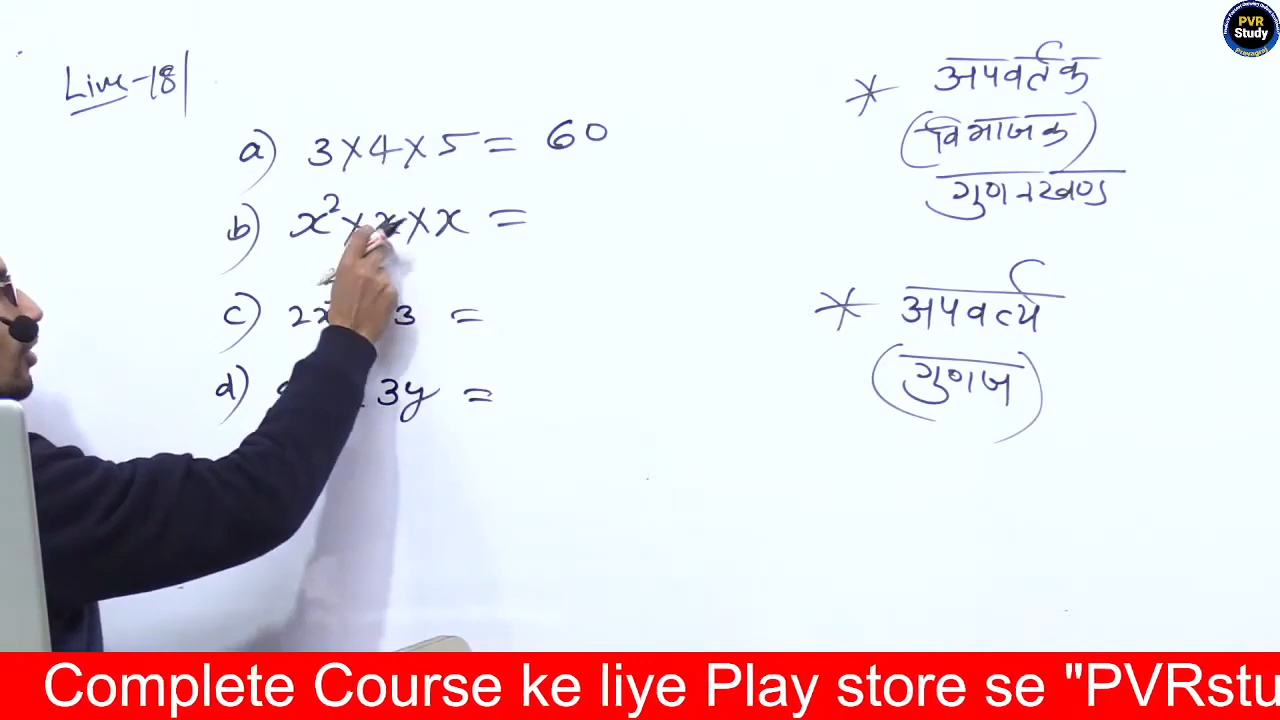 Live-18
a) 3×4×5 = 60
b) x²×x×x =
c) 2x 3 =
d) 3y =
* अपवर्तक
(विभाजक)
गुणनखण्ड
* अपवर्त्य
(गुणज)
PVR
Study
Complete Course ke liye Play store se "PVRstu